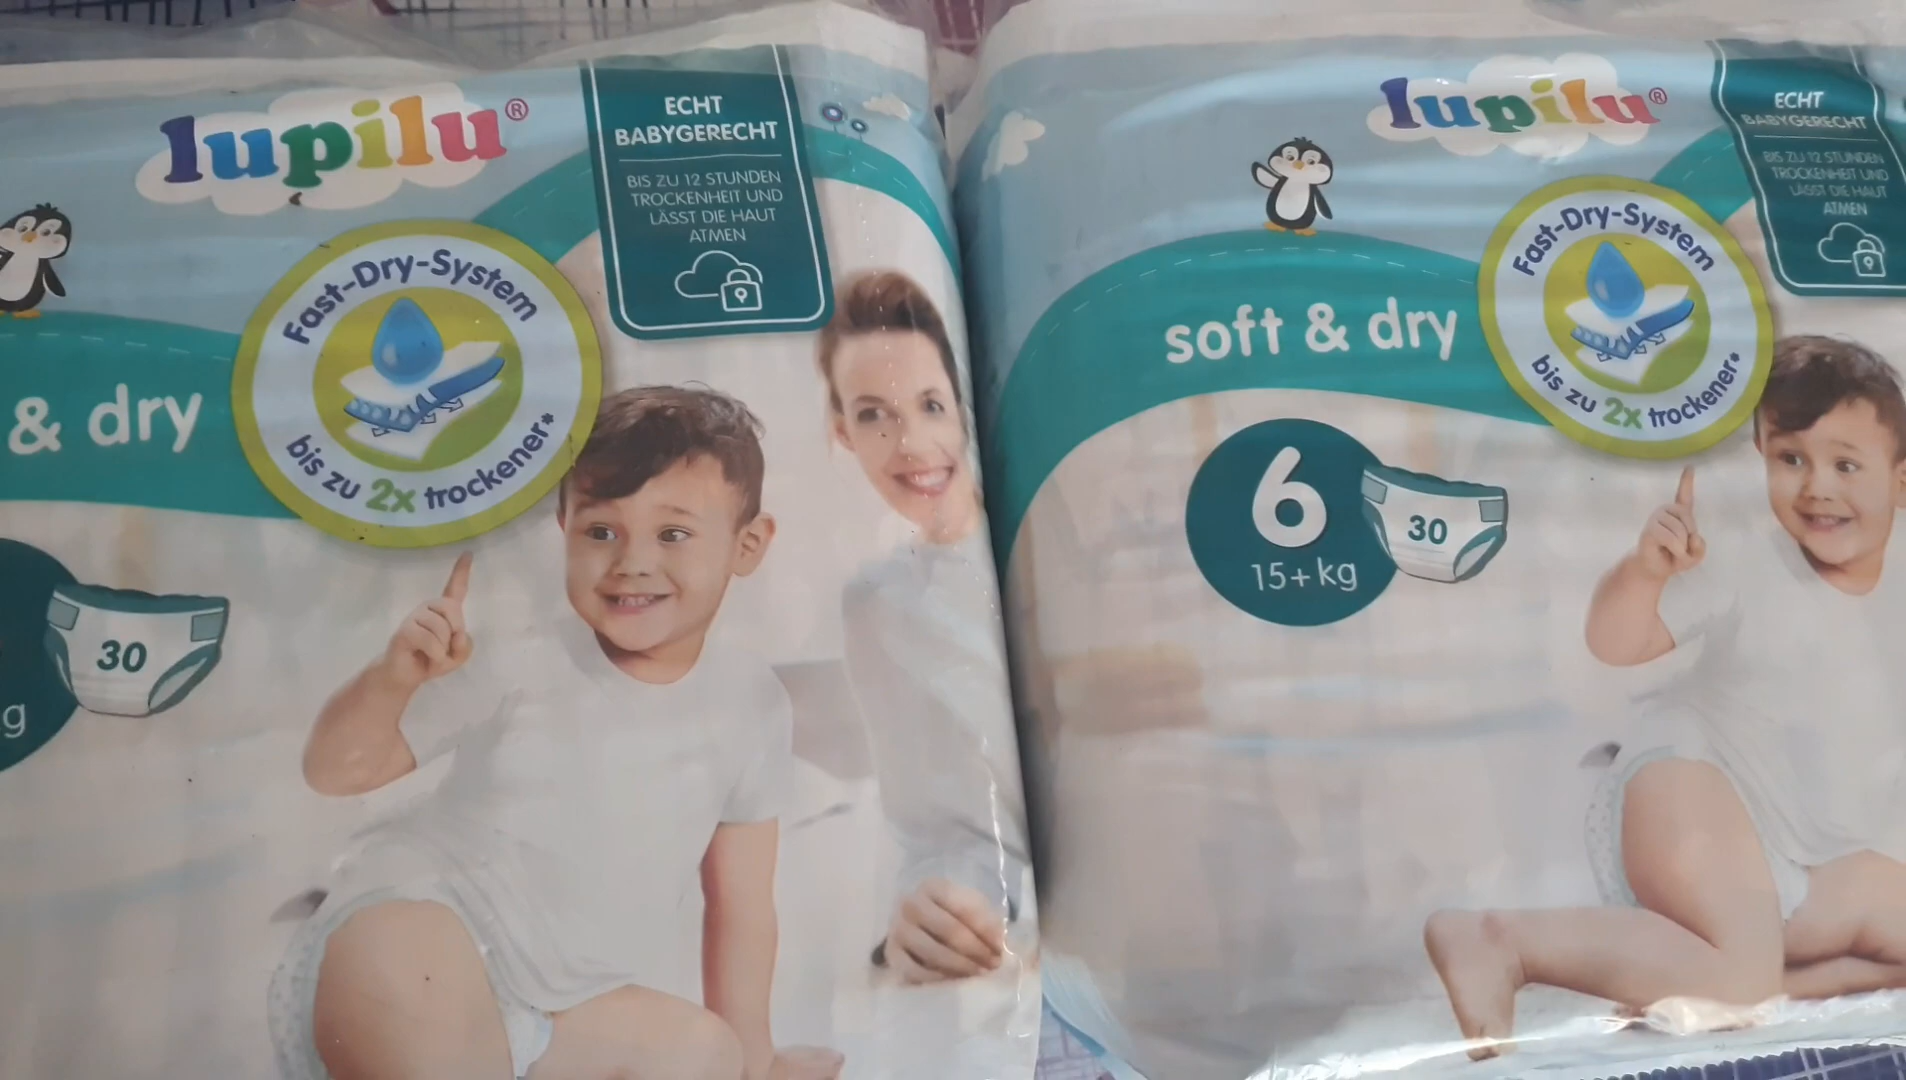 lupilu®
ECHT
BABYGERECHT
BIS ZU 12 STUNDEN
TROCKENHEIT UND
LÄSST DIE HAUT
ATMEN
Fast-Dry-System
bis zu 2x trockener*
& dry
30
g
lupilu®
ECHT
BABYGERECHT
BIS ZU 12 STUNDEN
TROCKENHEIT UND
LÄSST DIE HAUT
ATMEN
Fast-Dry-System
bis zu 2x trockener*
soft & dry
6
30
15+ kg